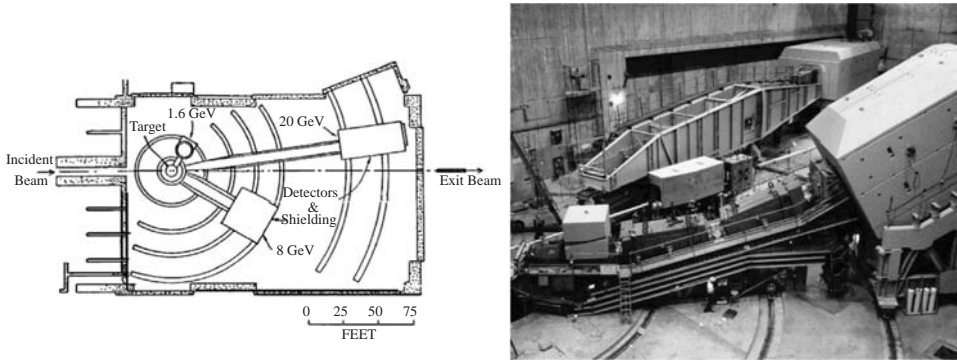 1.6 GeV
Target
20 GeV
Incident
Beam
Exit Beam
Detectors
&
Shielding
8 GeV
0 25 50 75
FEET